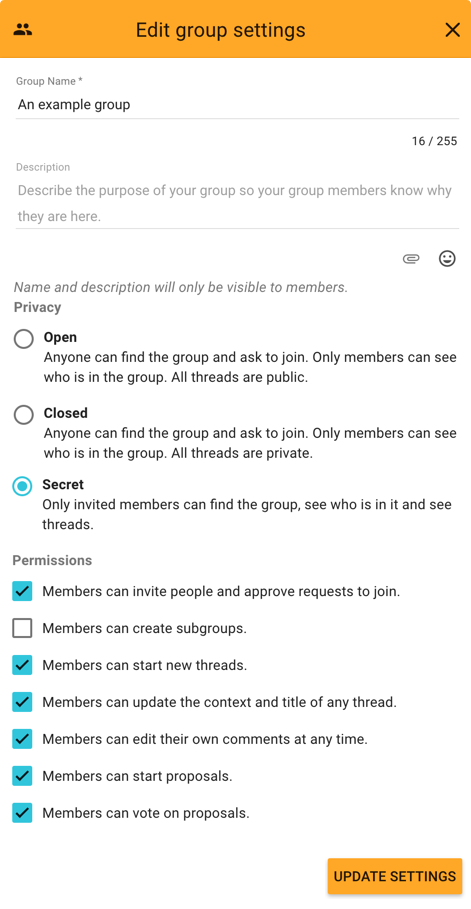 Edit group settings
Group Name *
An example group
16 / 255
Description
Describe the purpose of your group so your group members know why
they are here.
Name and description will only be visible to members.
Privacy
Open
Anyone can find the group and ask to join. Only members can see
who is in the group. All threads are public.
Closed
Anyone can find the group and ask to join. Only members can see
who is in the group. All threads are private.
Secret
Only invited members can find the group, see who is in it and see
threads.
Permissions
Members can invite people and approve requests to join.
Members can create subgroups.
Members can start new threads.
Members can update the context and title of any thread.
Members can edit their own comments at any time.
Members can start proposals.
Members can vote on proposals.
UPDATE SETTINGS